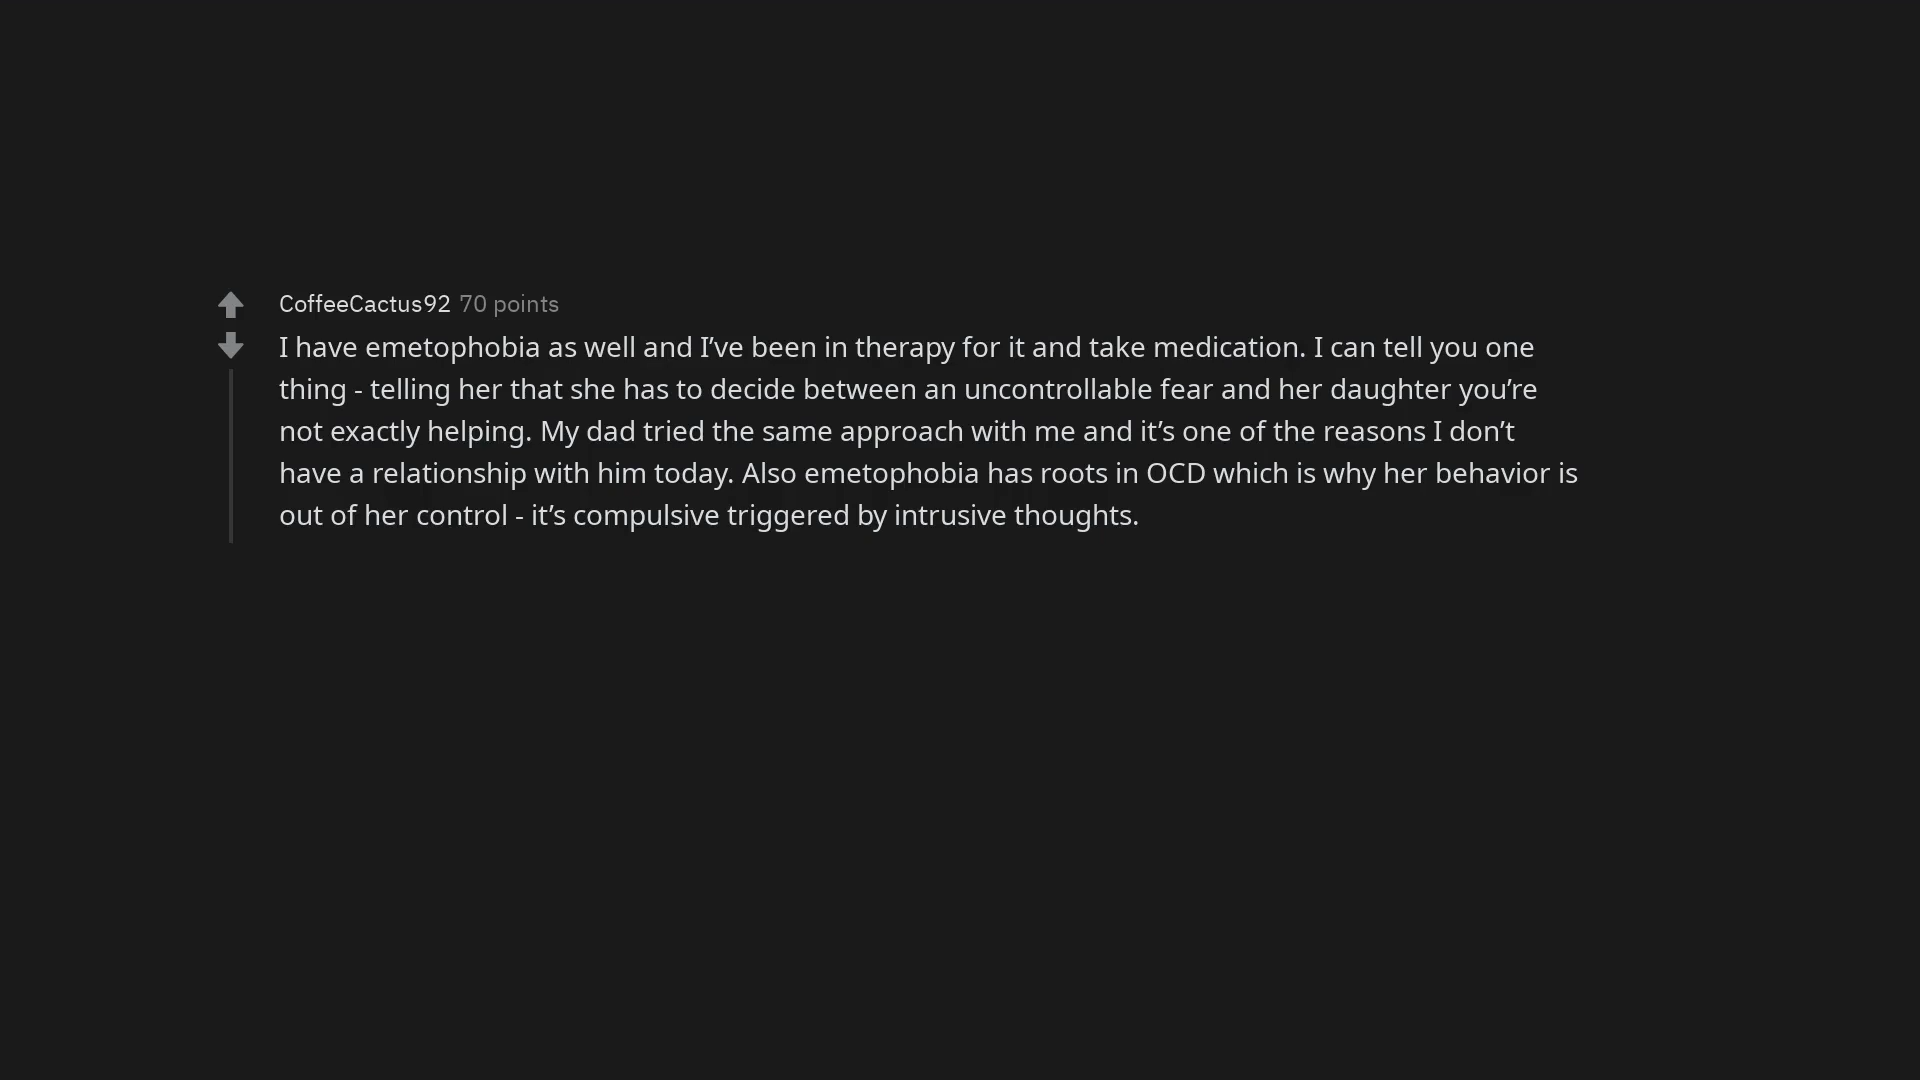 CoffeeCactus92 70 points
I have emetophobia as well and I’ve been in therapy for it and take medication. I can tell you one
thing - telling her that she has to decide between an uncontrollable fear and her daughter you’re
not exactly helping. My dad tried the same approach with me and it’s one of the reasons I don’t
have a relationship with him today. Also emetophobia has roots in OCD which is why her behavior is
out of her control - it’s compulsive triggered by intrusive thoughts.